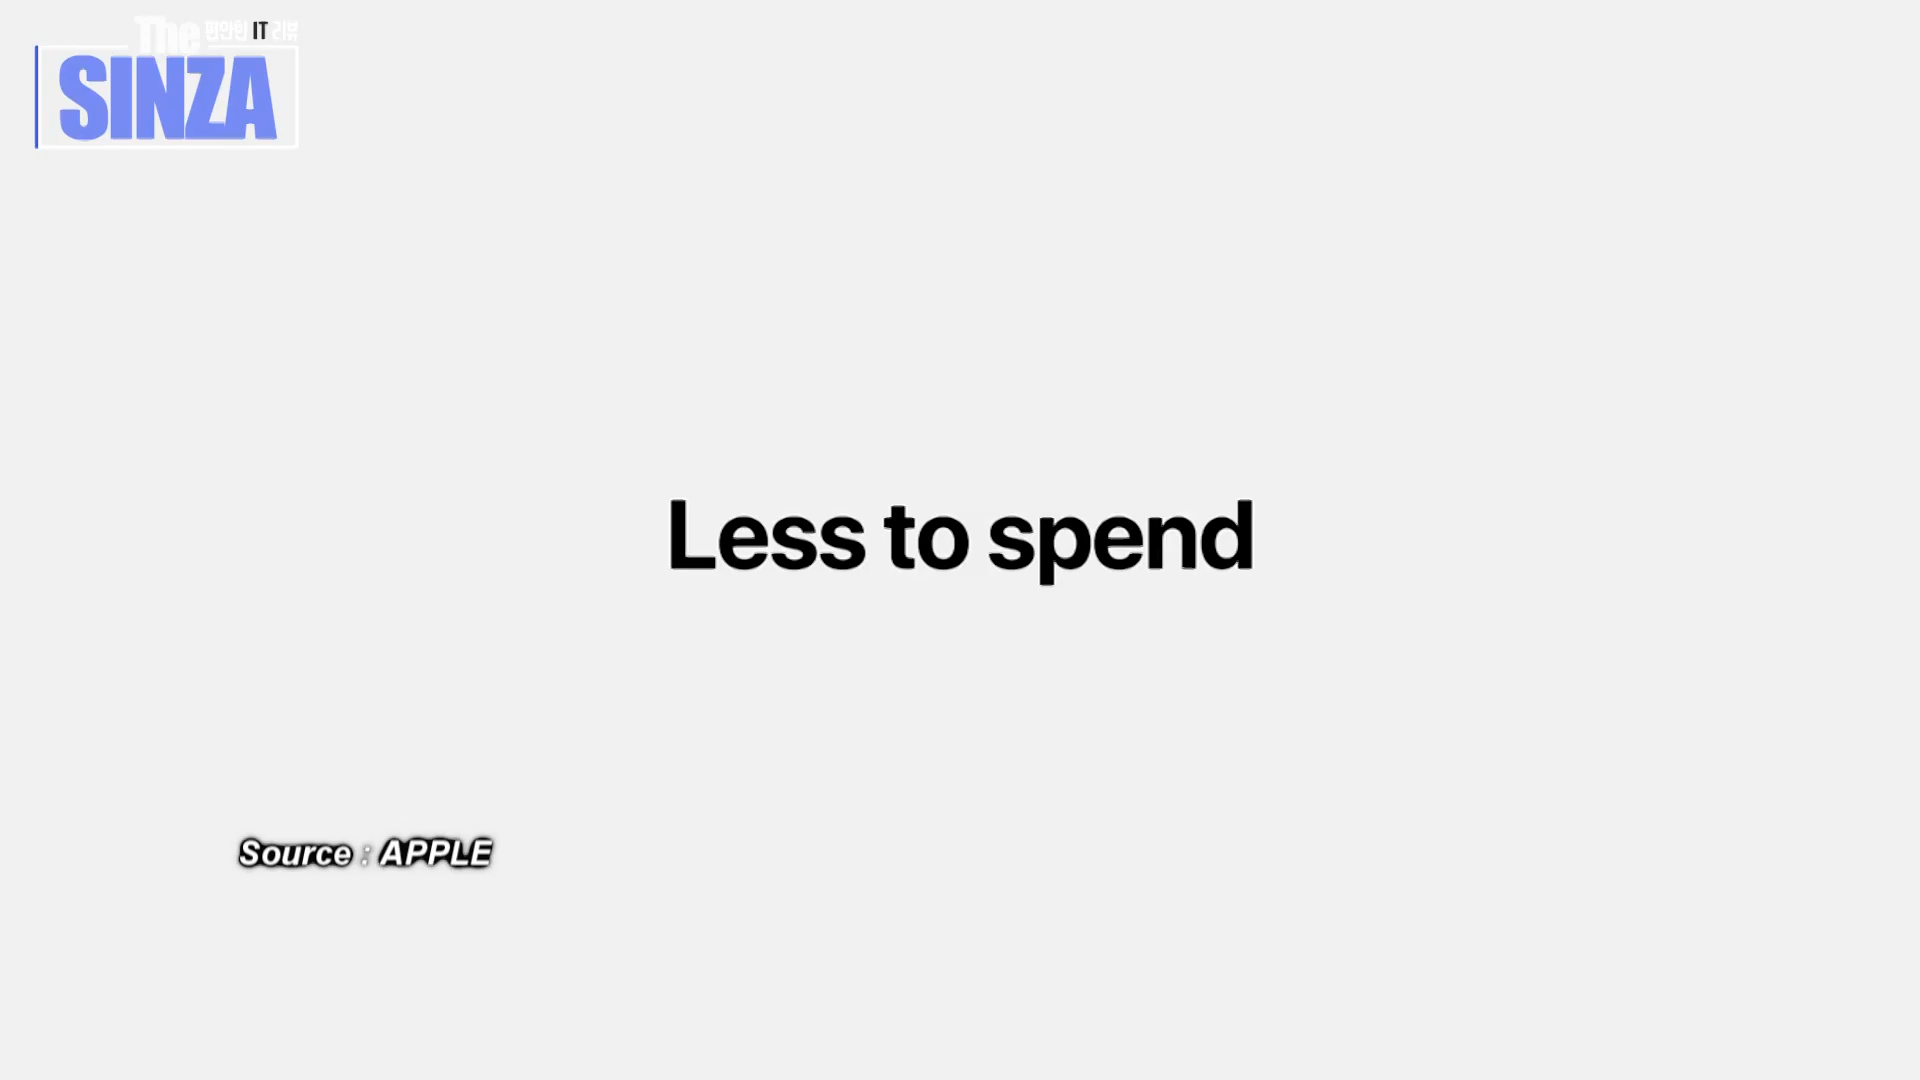 The 편안한 IT 리뷰
SINZA
Less to spend
Source : APPLE